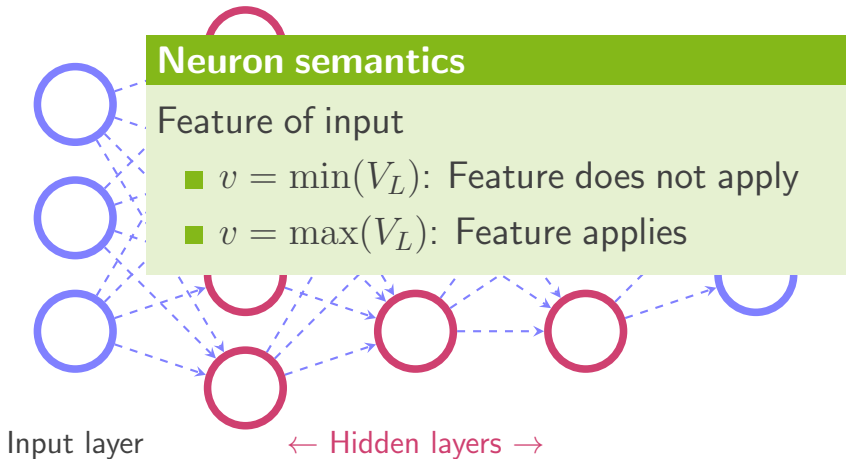 Neuron semantics
Feature of input
v = min(V_L): Feature does not apply
v = max(V_L): Feature applies
Input layer
← Hidden layers →